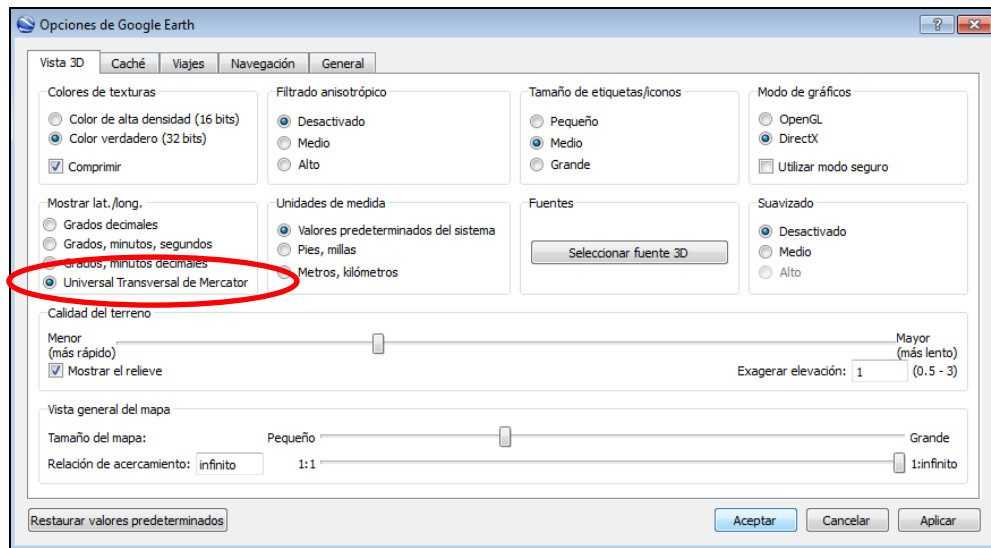 Opciones de Google Earth
Vista 3D Caché Viajes Navegación General
Colores de texturas
Color de alta densidad (16 bits)
Color verdadero (32 bits)
Comprimir
Filtrado anisotrópico
Desactivado
Medio
Alto
Tamaño de etiquetas/iconos
Pequeño
Medio
Grande
Modo de gráficos
OpenGL
DirectX
Utilizar modo seguro
Mostrar lat./long.
Grados decimales
Grados, minutos, segundos
Grados, minutos decimales
Universal Transversal de Mercator
Unidades de medida
Valores predeterminados del sistema
Pies, millas
Metros, kilómetros
Fuentes
Seleccionar fuente 3D
Suavizado
Desactivado
Medio
Alto
Calidad del terreno
Menor
(más rápido)
Mayor
(más lento)
Mostrar el relieve
Exagerar elevación: 1 (0.5 - 3)
Vista general del mapa
Tamaño del mapa: Pequeño Grande
Relación de acercamiento: infinito 1:1 1:infinito
Restaurar valores predeterminados Aceptar Cancelar Aplicar